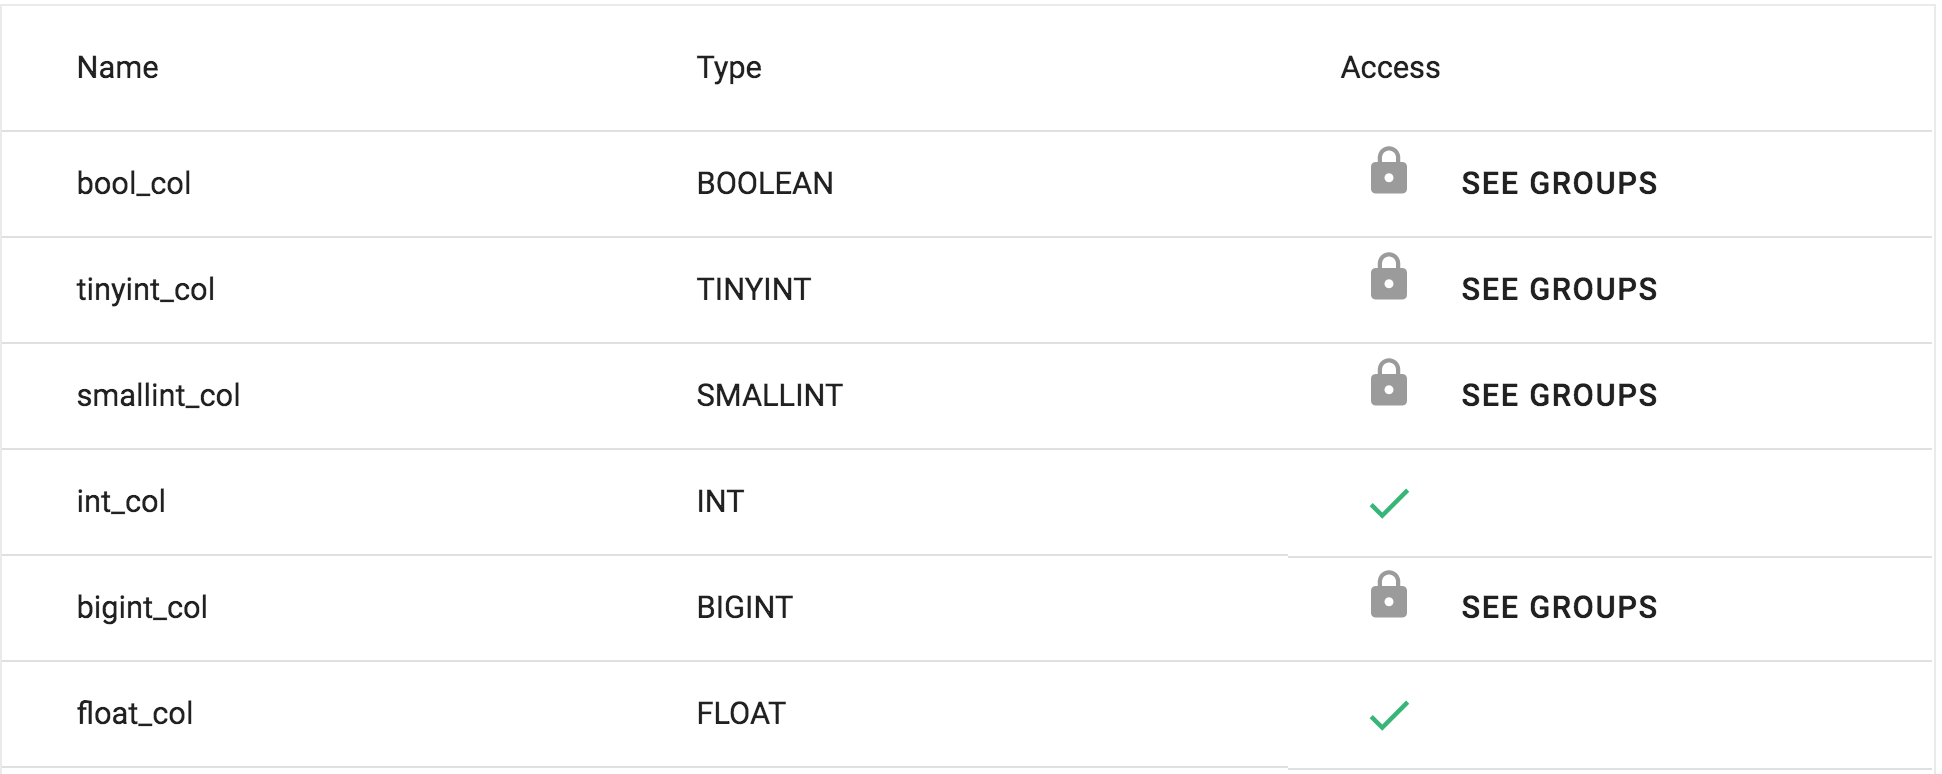 Name Type Access
bool_col BOOLEAN SEE GROUPS
tinyint_col TINYINT SEE GROUPS
smallint_col SMALLINT SEE GROUPS
int_col INT
bigint_col BIGINT SEE GROUPS
float_col FLOAT